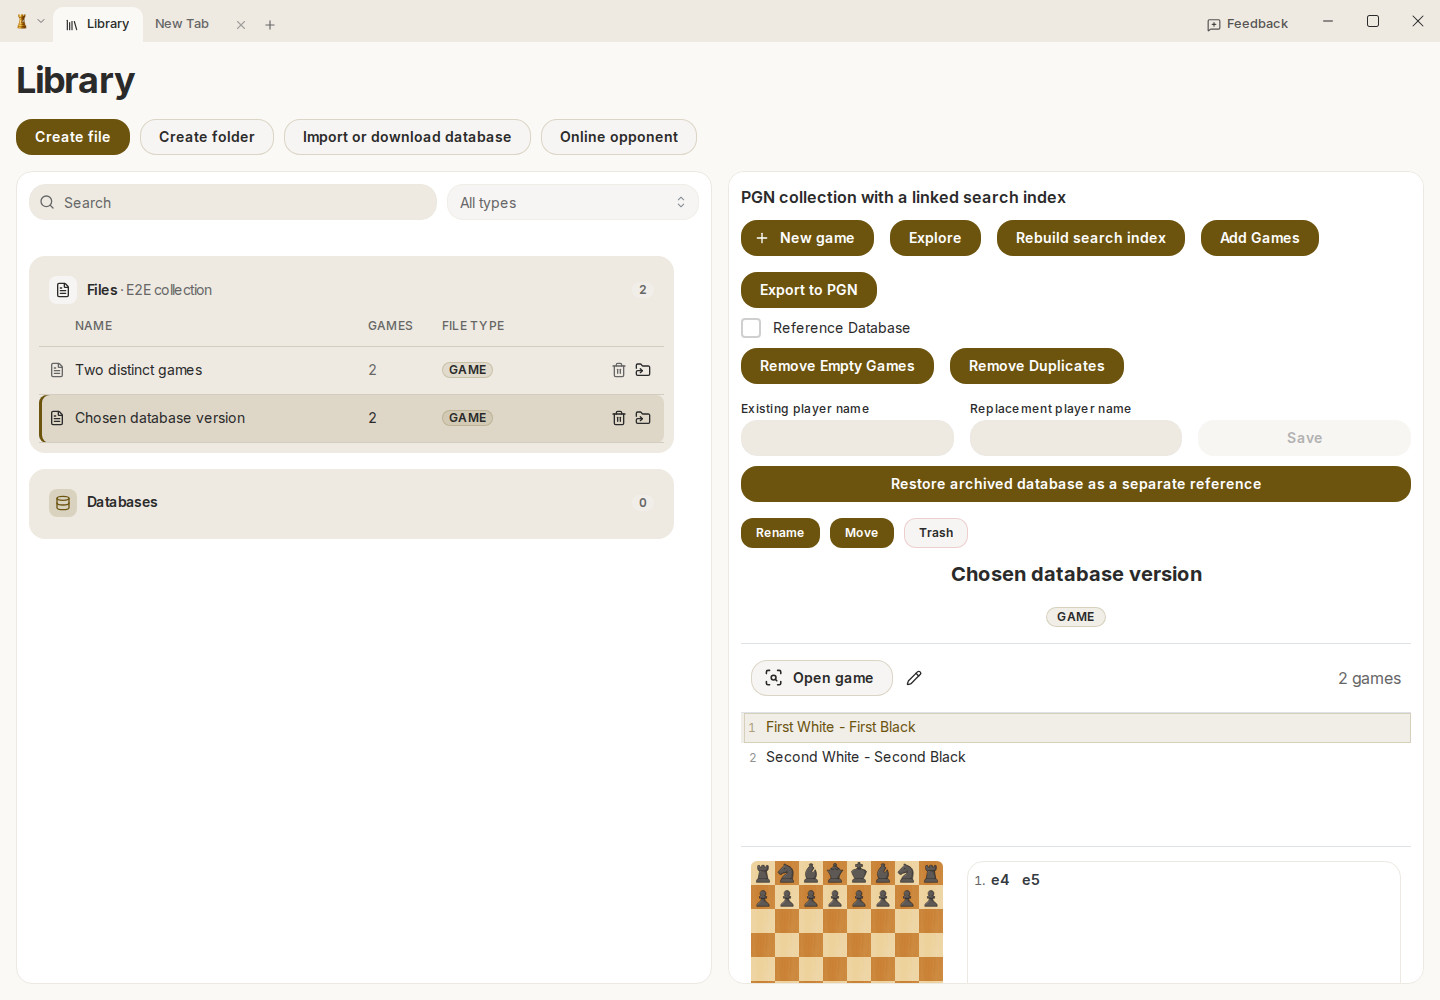 Library
New Tab
Feedback
Library
Create file
Create folder
Import or download database
Online opponent
Search
All types
Files · E2E collection
2
NAME
GAMES
FILE TYPE
Two distinct games
2
GAME
Chosen database version
2
GAME
Databases
0
PGN collection with a linked search index
New game
Explore
Rebuild search index
Add Games
Export to PGN
Reference Database
Remove Empty Games
Remove Duplicates
Existing player name
Replacement player name
Save
Restore archived database as a separate reference
Rename
Move
Trash
Chosen database version
GAME
Open game
2 games
1 First White - First Black
2 Second White - Second Black
1. e4 e5